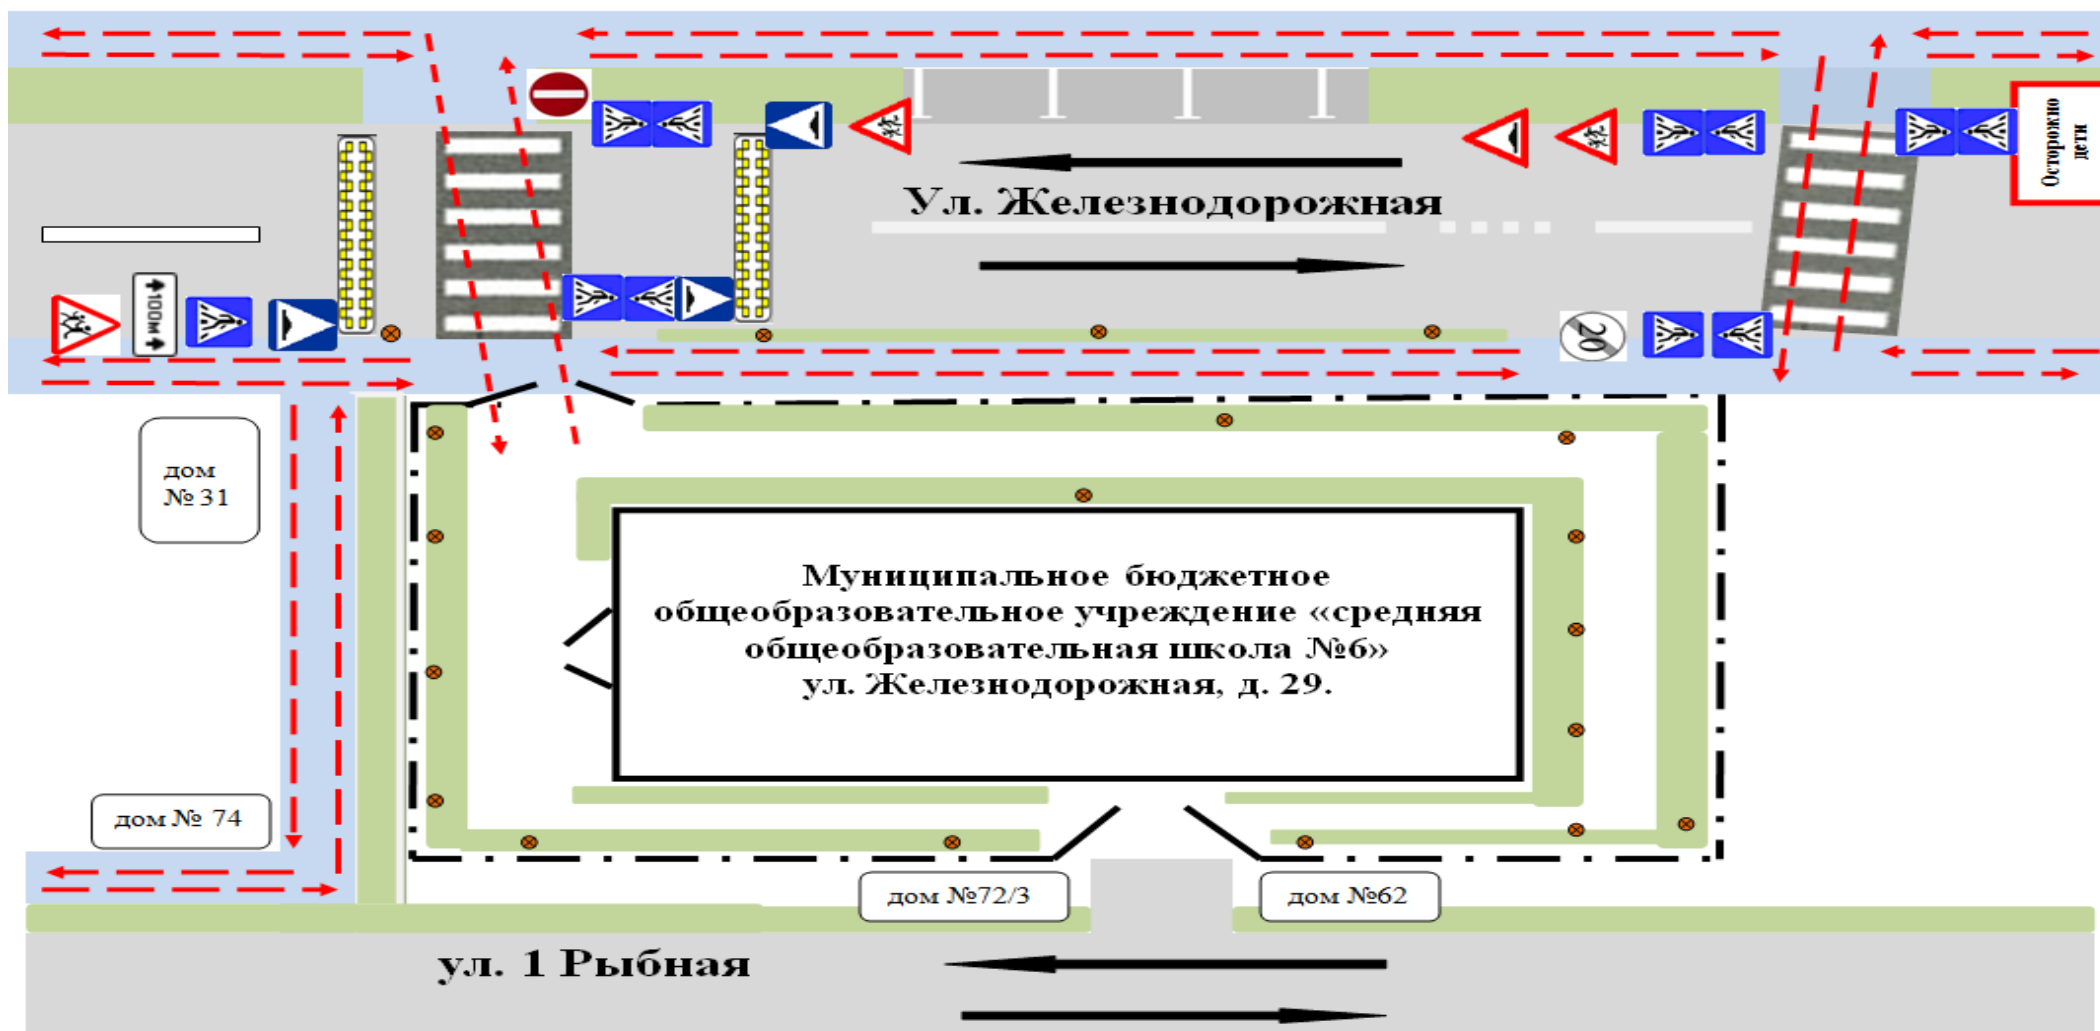 Осторожно
дети
Ул. Железнодорожная
100м
20
дом
№ 31
Муниципальное бюджетное
общеобразовательное учреждение «средняя
общеобразовательная школа №6»
ул. Железнодорожная, д. 29.
дом № 74
дом №72/3
дом №62
ул. 1 Рыбная